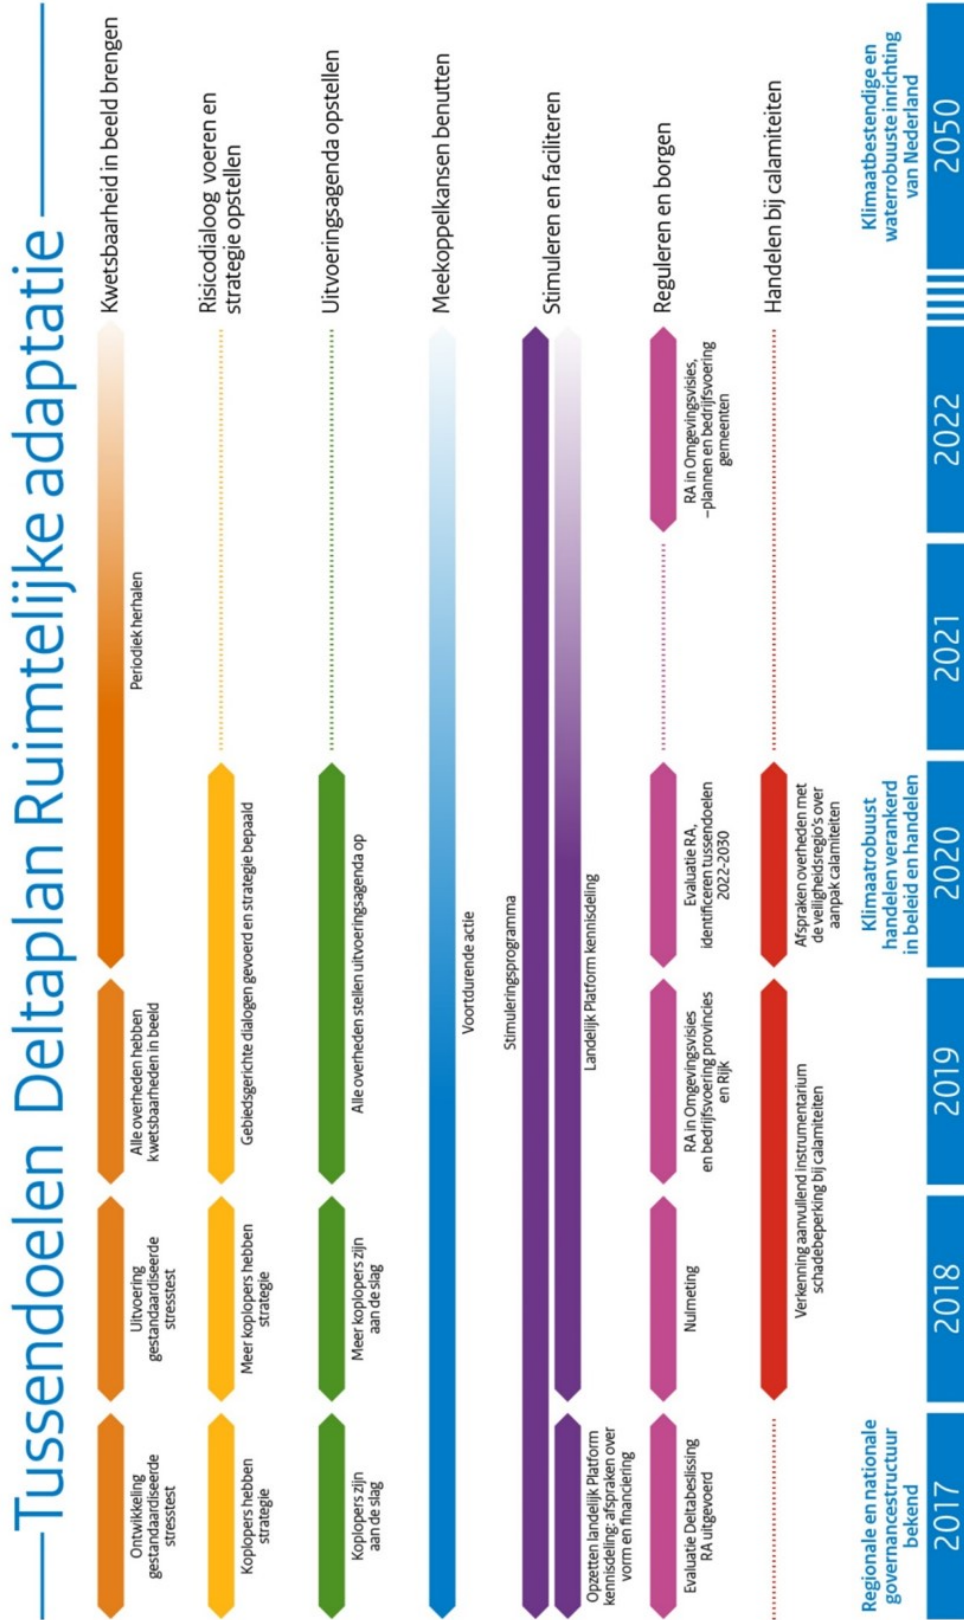 Tussendoelen Deltaplan Ruimtelijke adaptatie
Kwetsbaarheid in beeld brengen
Ontwikkeling
gestandaardiseerde
stresstest
Uitvoering
gestandaardiseerde
stresstest
Alle overheden hebben
kwetsbaarheden in beeld
Periodiek herhalen
Risicodialoog voeren en
strategie opstellen
Koplopers hebben
strategie
Meer koplopers hebben
strategie
Gebiedsgerichte dialogen gevoerd en strategie bepaald
Uitvoeringsagenda opstellen
Koplopers zijn
aan de slag
Meer koplopers zijn
aan de slag
Alle overheden stellen uitvoeringsagenda op
Meekoppelkansen benutten
Voortdurende actie
Stimuleren en faciliteren
Stimuleringsprogramma
Opzetten landelijk Platform
kennisdeling: afspraken over
vorm en financiering
Landelijk Platform kennisdeling
Reguleren en borgen
Evaluatie Deltabeslissing
RA uitgevoerd
Nulmeting
RA in Omgevingsvisies
en bedrijfsvoering provincies
en Rijk
Evaluatie RA,
identificeren tussendoelen
2022-2030
RA in Omgevingsvisies,
–plannen en bedrijfsvoering
gemeenten
Handelen bij calamiteiten
Verkenning aanvullend instrumentarium
schadebeperking bij calamiteiten
Afspraken overheden met
de veiligheidsregio's over
aanpak calamiteiten
Regionale en nationale
governancestructuur
bekend
Klimaatrobuust
handelen verankerd
in beleid en handelen
Klimaatbestendige en
waterrobuuste inrichting
van Nederland
2017
2018
2019
2020
2021
2022
2050